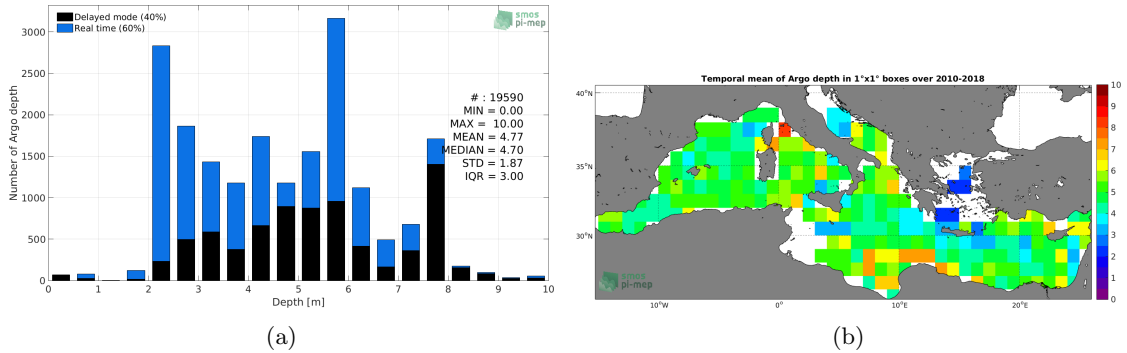 Delayed mode (40%)
Real time (60%)
smos
pi-mep
3000
2500
2000
1500
1000
500
0
Number of Argo depth
# : 19590
MIN = 0.00
MAX = 10.00
MEAN = 4.77
MEDIAN = 4.70
STD = 1.87
IQR = 3.00
0 1 2 3 4 5 6 7 8 9 10
Depth [m]
(a)
Temporal mean of Argo depth in 1°x1° boxes over 2010-2018
40°N
35°N
30°N
10°W 0° 10°E 20°E
smos
pi-mep
10
9
8
7
6
5
4
3
2
1
0
(b)